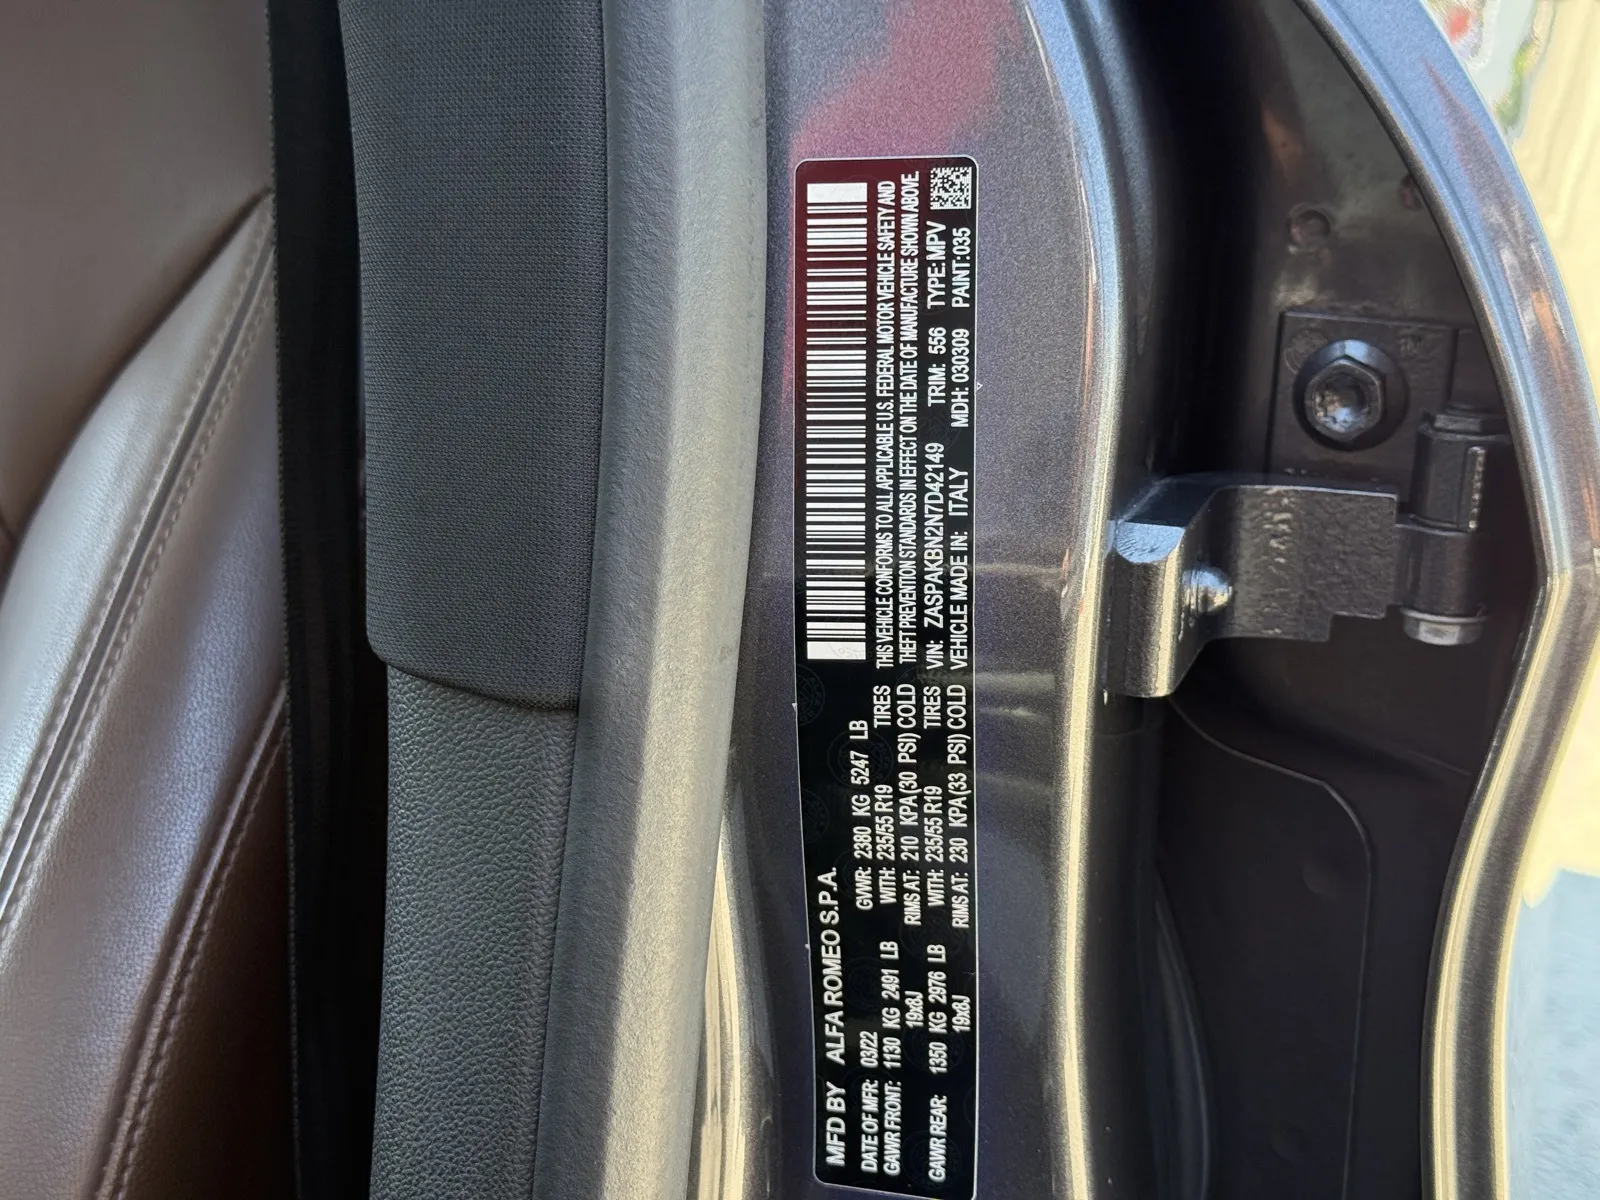 MFD BY ALFA ROMEO S.P.A.
DATE OF MFR: 03/22 GWR: 2380 KG 5247 LB
GAWR FRONT: 1130 KG 2491 LB WITH: 235/55 R19 TIRES
19x8J RIMS AT: 210 KPA(30 PSI) COLD
GAWR REAR: 1350 KG 2976 LB WITH: 235/55 R19 TIRES
19x8J RIMS AT: 230 KPA(33 PSI) COLD
THIS VEHICLE CONFORMS TO ALL APPLICABLE U.S. FEDERAL MOTOR VEHICLE SAFETY AND
THEFT PREVENTION STANDARDS IN EFFECT ON THE DATE OF MANUFACTURE SHOWN ABOVE.
VIN: ZASPAKBN2N7D42149 TRIM: 556 TYPE:MPV
VEHICLE MADE IN: ITALY MDH: 030309 PAINT:035